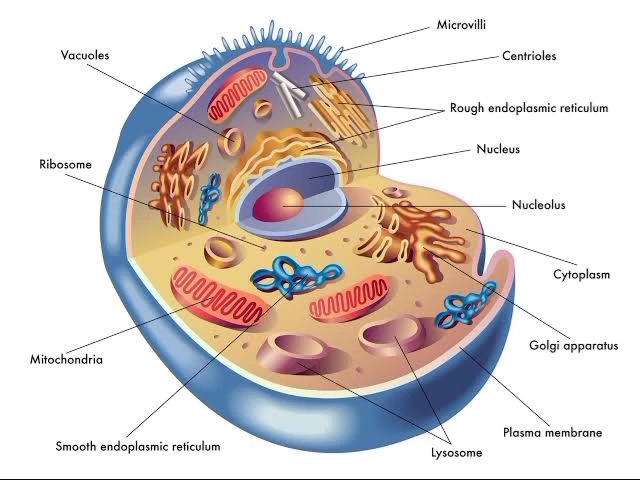 Microvilli
Vacuoles
Centrioles
Rough endoplasmic reticulum
Nucleus
Ribosome
Nucleolus
Cytoplasm
Golgi apparatus
Mitochondria
Plasma membrane
Smooth endoplasmic reticulum
Lysosome